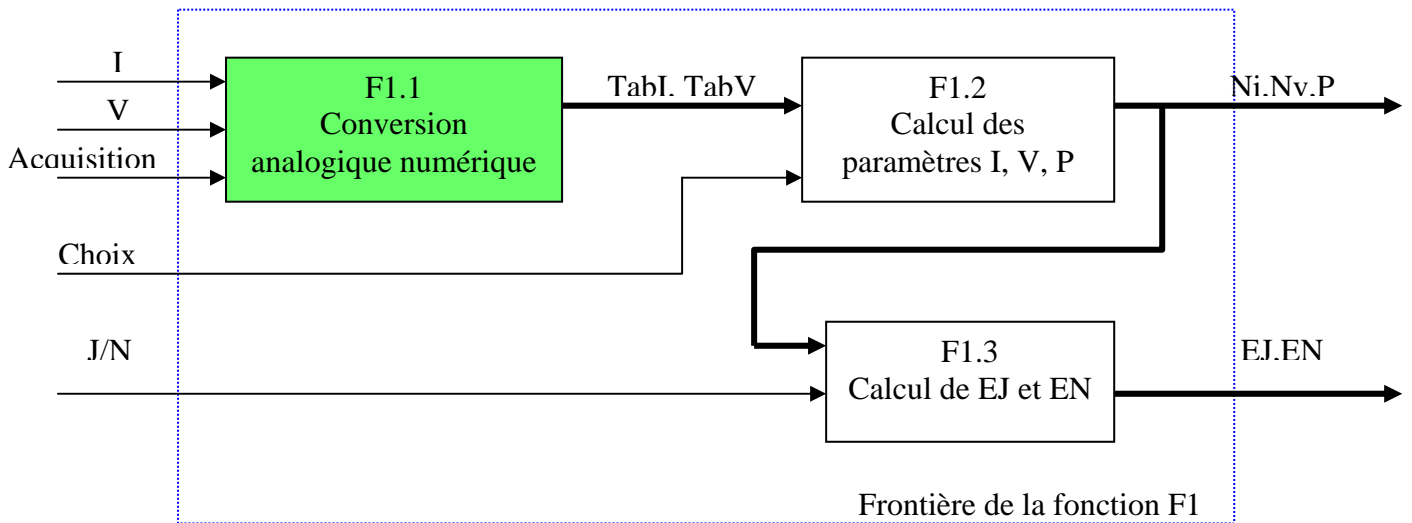 I
V
Acquisition
Choix
J/N
F1.1
Conversion
analogique numérique
TabI, TabV
F1.2
Calcul des
paramètres I, V, P
Ni,Nv,P
F1.3
Calcul de EJ et EN
EJ,EN
Frontière de la fonction F1